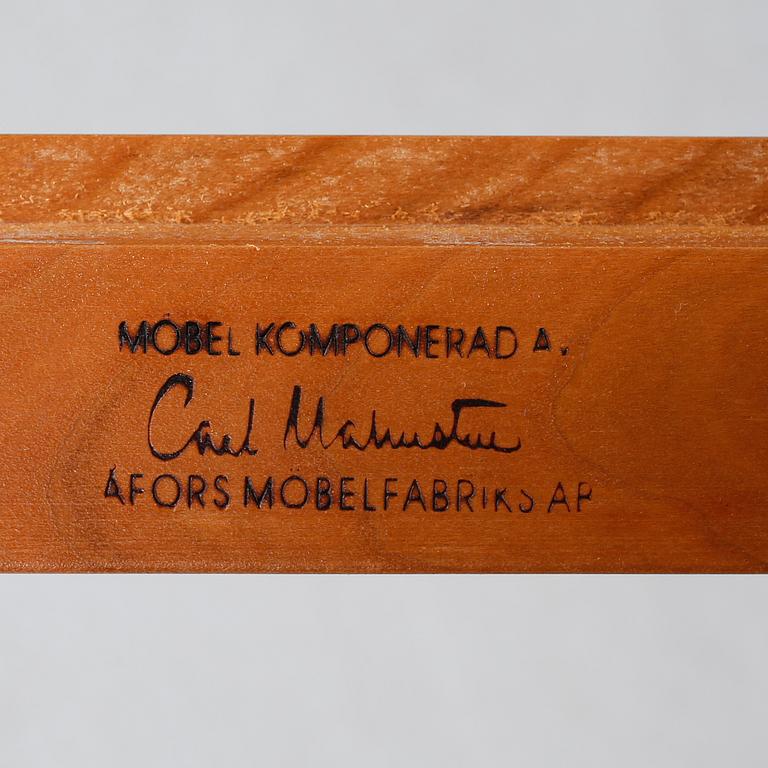 MÖBEL KOMPONERAD A.
Carl Malmsten
ÅFORS MÖBELFABRIKS AB